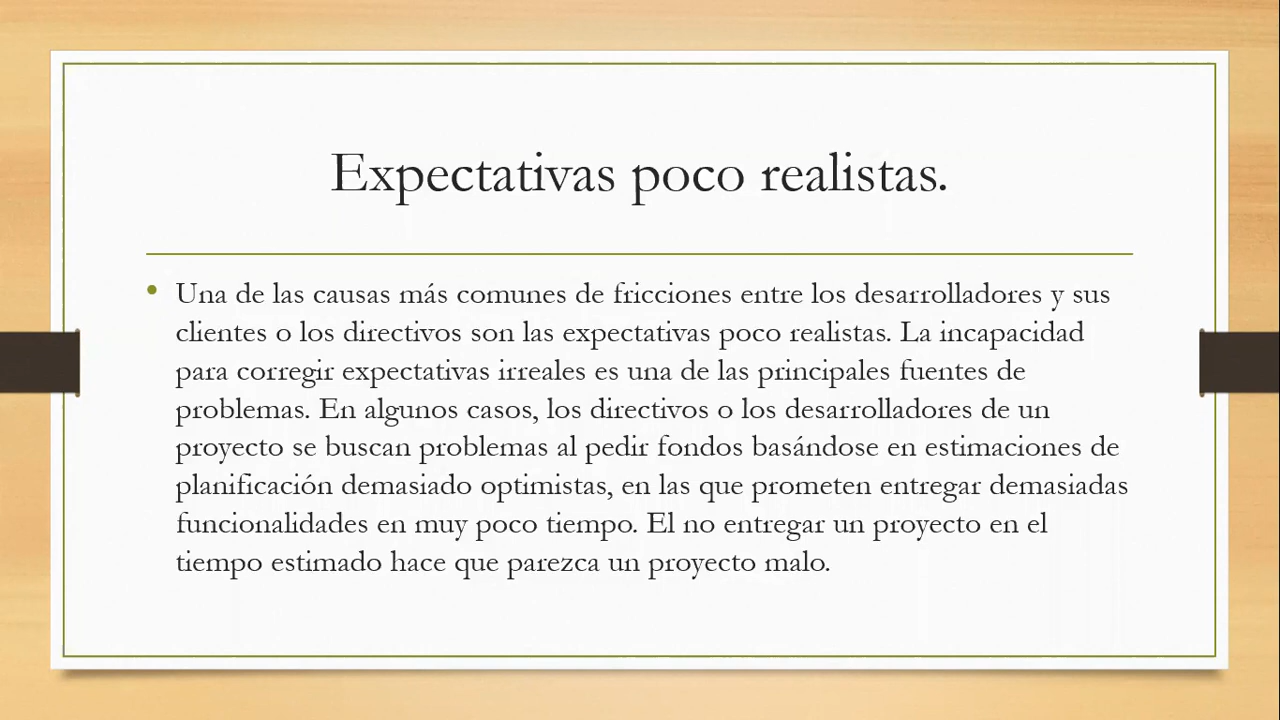 Expectativas poco realistas.
• Una de las causas más comunes de fricciones entre los desarrolladores y sus
clientes o los directivos son las expectativas poco realistas. La incapacidad
para corregir expectativas irreales es una de las principales fuentes de
problemas. En algunos casos, los directivos o los desarrolladores de un
proyecto se buscan problemas al pedir fondos basándose en estimaciones de
planificación demasiado optimistas, en las que prometen entregar demasiadas
funcionalidades en muy poco tiempo. El no entregar un proyecto en el
tiempo estimado hace que parezca un proyecto malo.